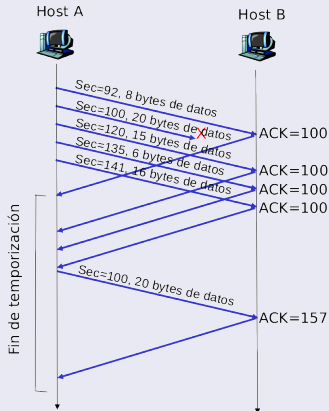 Host A
Host B
Sec=92, 8 bytes de datos
Sec=100, 20 bytes de datos
X
Sec=120, 15 bytes de datos
Sec=135, 6 bytes de datos
Sec=141, 16 bytes de datos
ACK=100
ACK=100
ACK=100
ACK=100
Fin de temporización
Sec=100, 20 bytes de datos
ACK=157